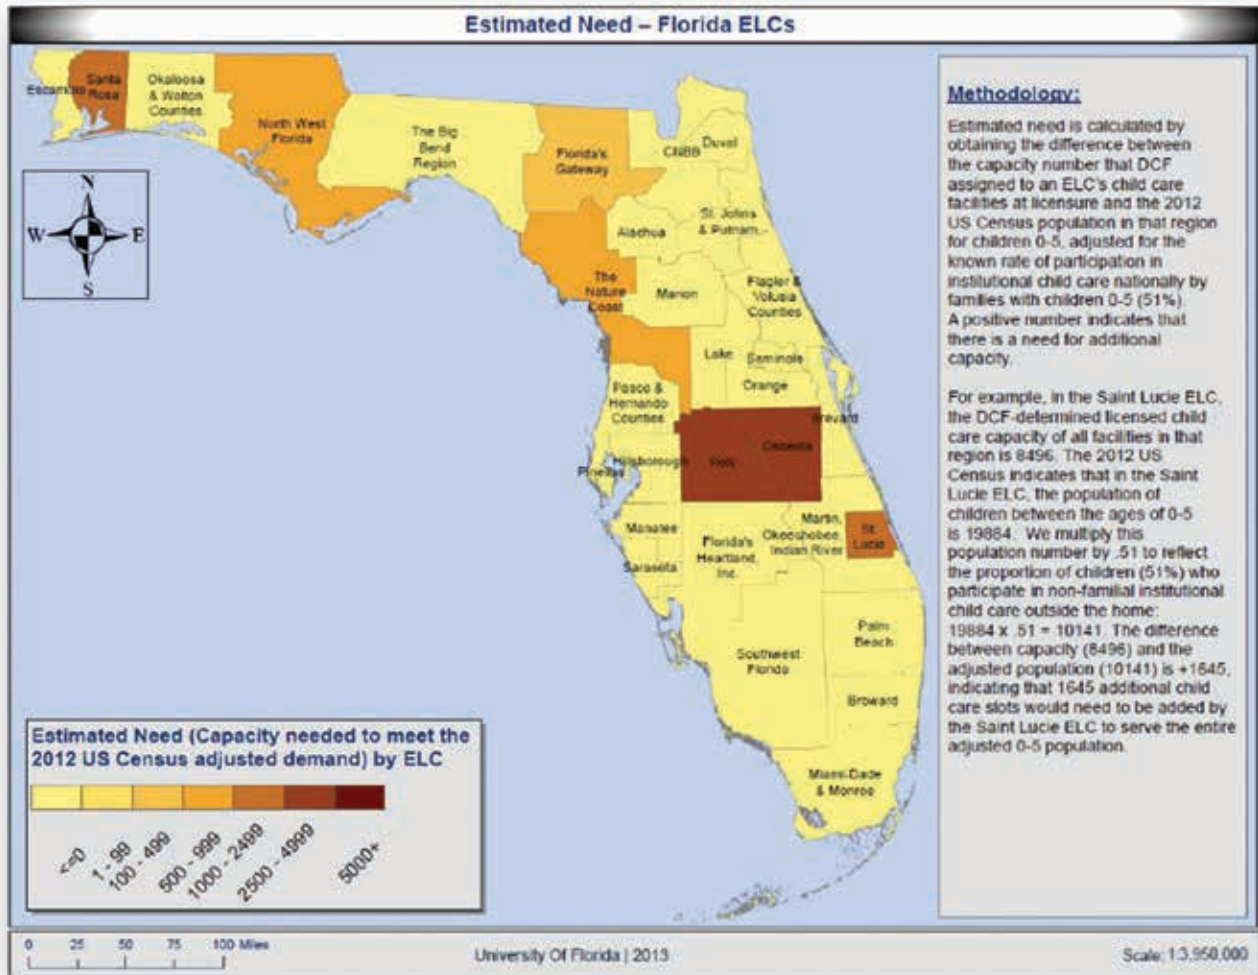 Estimated Need – Florida ELCs
Escambia
Santa
Rosa
Okaloosa
& Walton
Counties
North West
Florida
The Big
Bend
Region
Florida's
Gateway
CNBB
Duval
St. Johns
& Putnam
Alachua
The
Nature
Coast
Marion
Flagler &
Volusia
Counties
Lake
Seminole
Orange
Pasco &
Hernando
Counties
Brevard
Osceola
Polk
Hillsborough
Pinellas
Manatee
Sarasota
Florida's
Heartland,
Inc.
Martin,
Okeechobee,
Indian River
St.
Lucie
Palm
Beach
Southwest
Florida
Broward
Miami-Dade
& Monroe
N
W
E
S
Methodology:
Estimated need is calculated by
obtaining the difference between
the capacity number that DCF
assigned to an ELC's child care
facilities at licensure and the 2012
US Census population in that region
for children 0-5, adjusted for the
known rate of participation in
institutional child care nationally by
families with children 0-5 (51%).
A positive number indicates that
there is a need for additional
capacity.
For example, in the Saint Lucie ELC,
the DCF-determined licensed child
care capacity of all facilities in that
region is 8496. The 2012 US
Census indicates that in the Saint
Lucie ELC, the population of
children between the ages of 0-5
is 19884. We multiply this
population number by .51 to reflect
the proportion of children (51%) who
participate in non-familial institutional
child care outside the home:
19884 x .51 = 10141. The difference
between capacity (8496) and the
adjusted population (10141) is +1645,
indicating that 1645 additional child
care slots would need to be added by
the Saint Lucie ELC to serve the entire
adjusted 0-5 population.
Estimated Need (Capacity needed to meet the
2012 US Census adjusted demand) by ELC
<=0
1 - 99
100 - 499
500 - 999
1000 - 2499
2500 - 4999
5000+
0 25 50 75 100 Miles
University Of Florida | 2013
Scale; 1:3,950,000